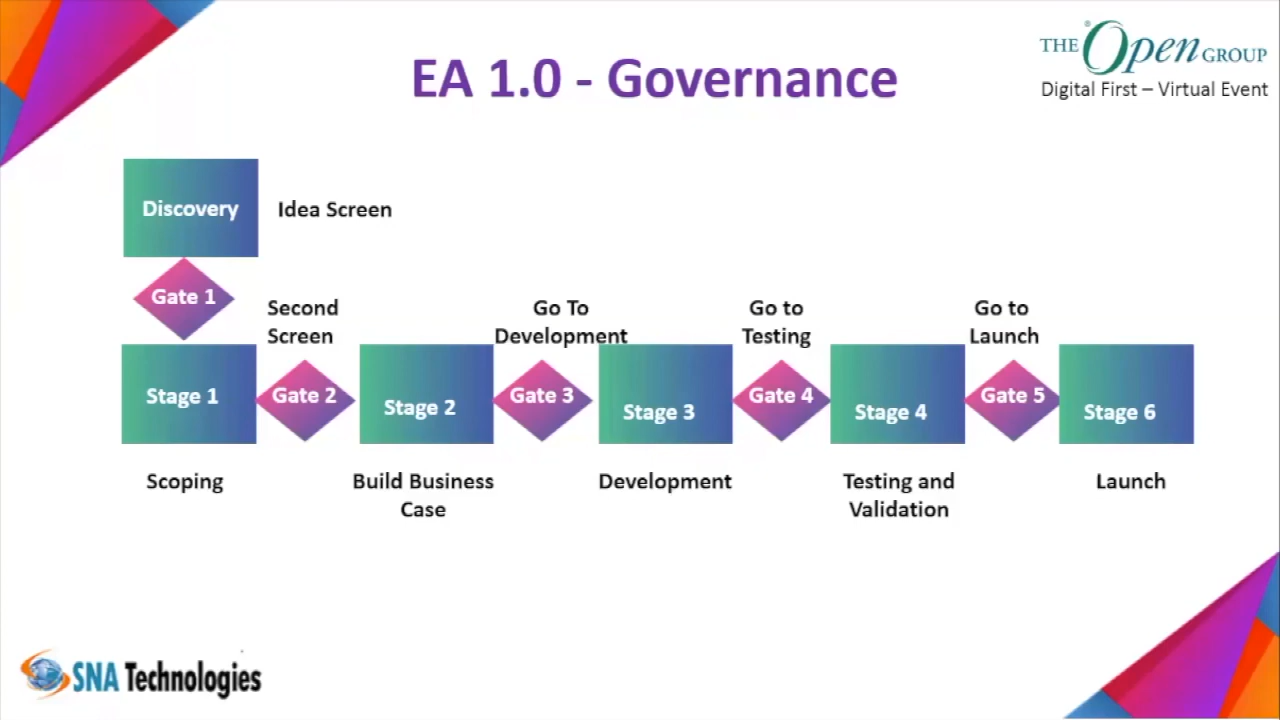 EA 1.0 - Governance
THE Open GROUP
Digital First – Virtual Event
Discovery
Idea Screen
Gate 1
Second
Screen
Go To
Development
Go to
Testing
Go to
Launch
Stage 1
Gate 2
Stage 2
Gate 3
Stage 3
Gate 4
Stage 4
Gate 5
Stage 6
Scoping
Build Business
Case
Development
Testing and
Validation
Launch
SNA Technologies